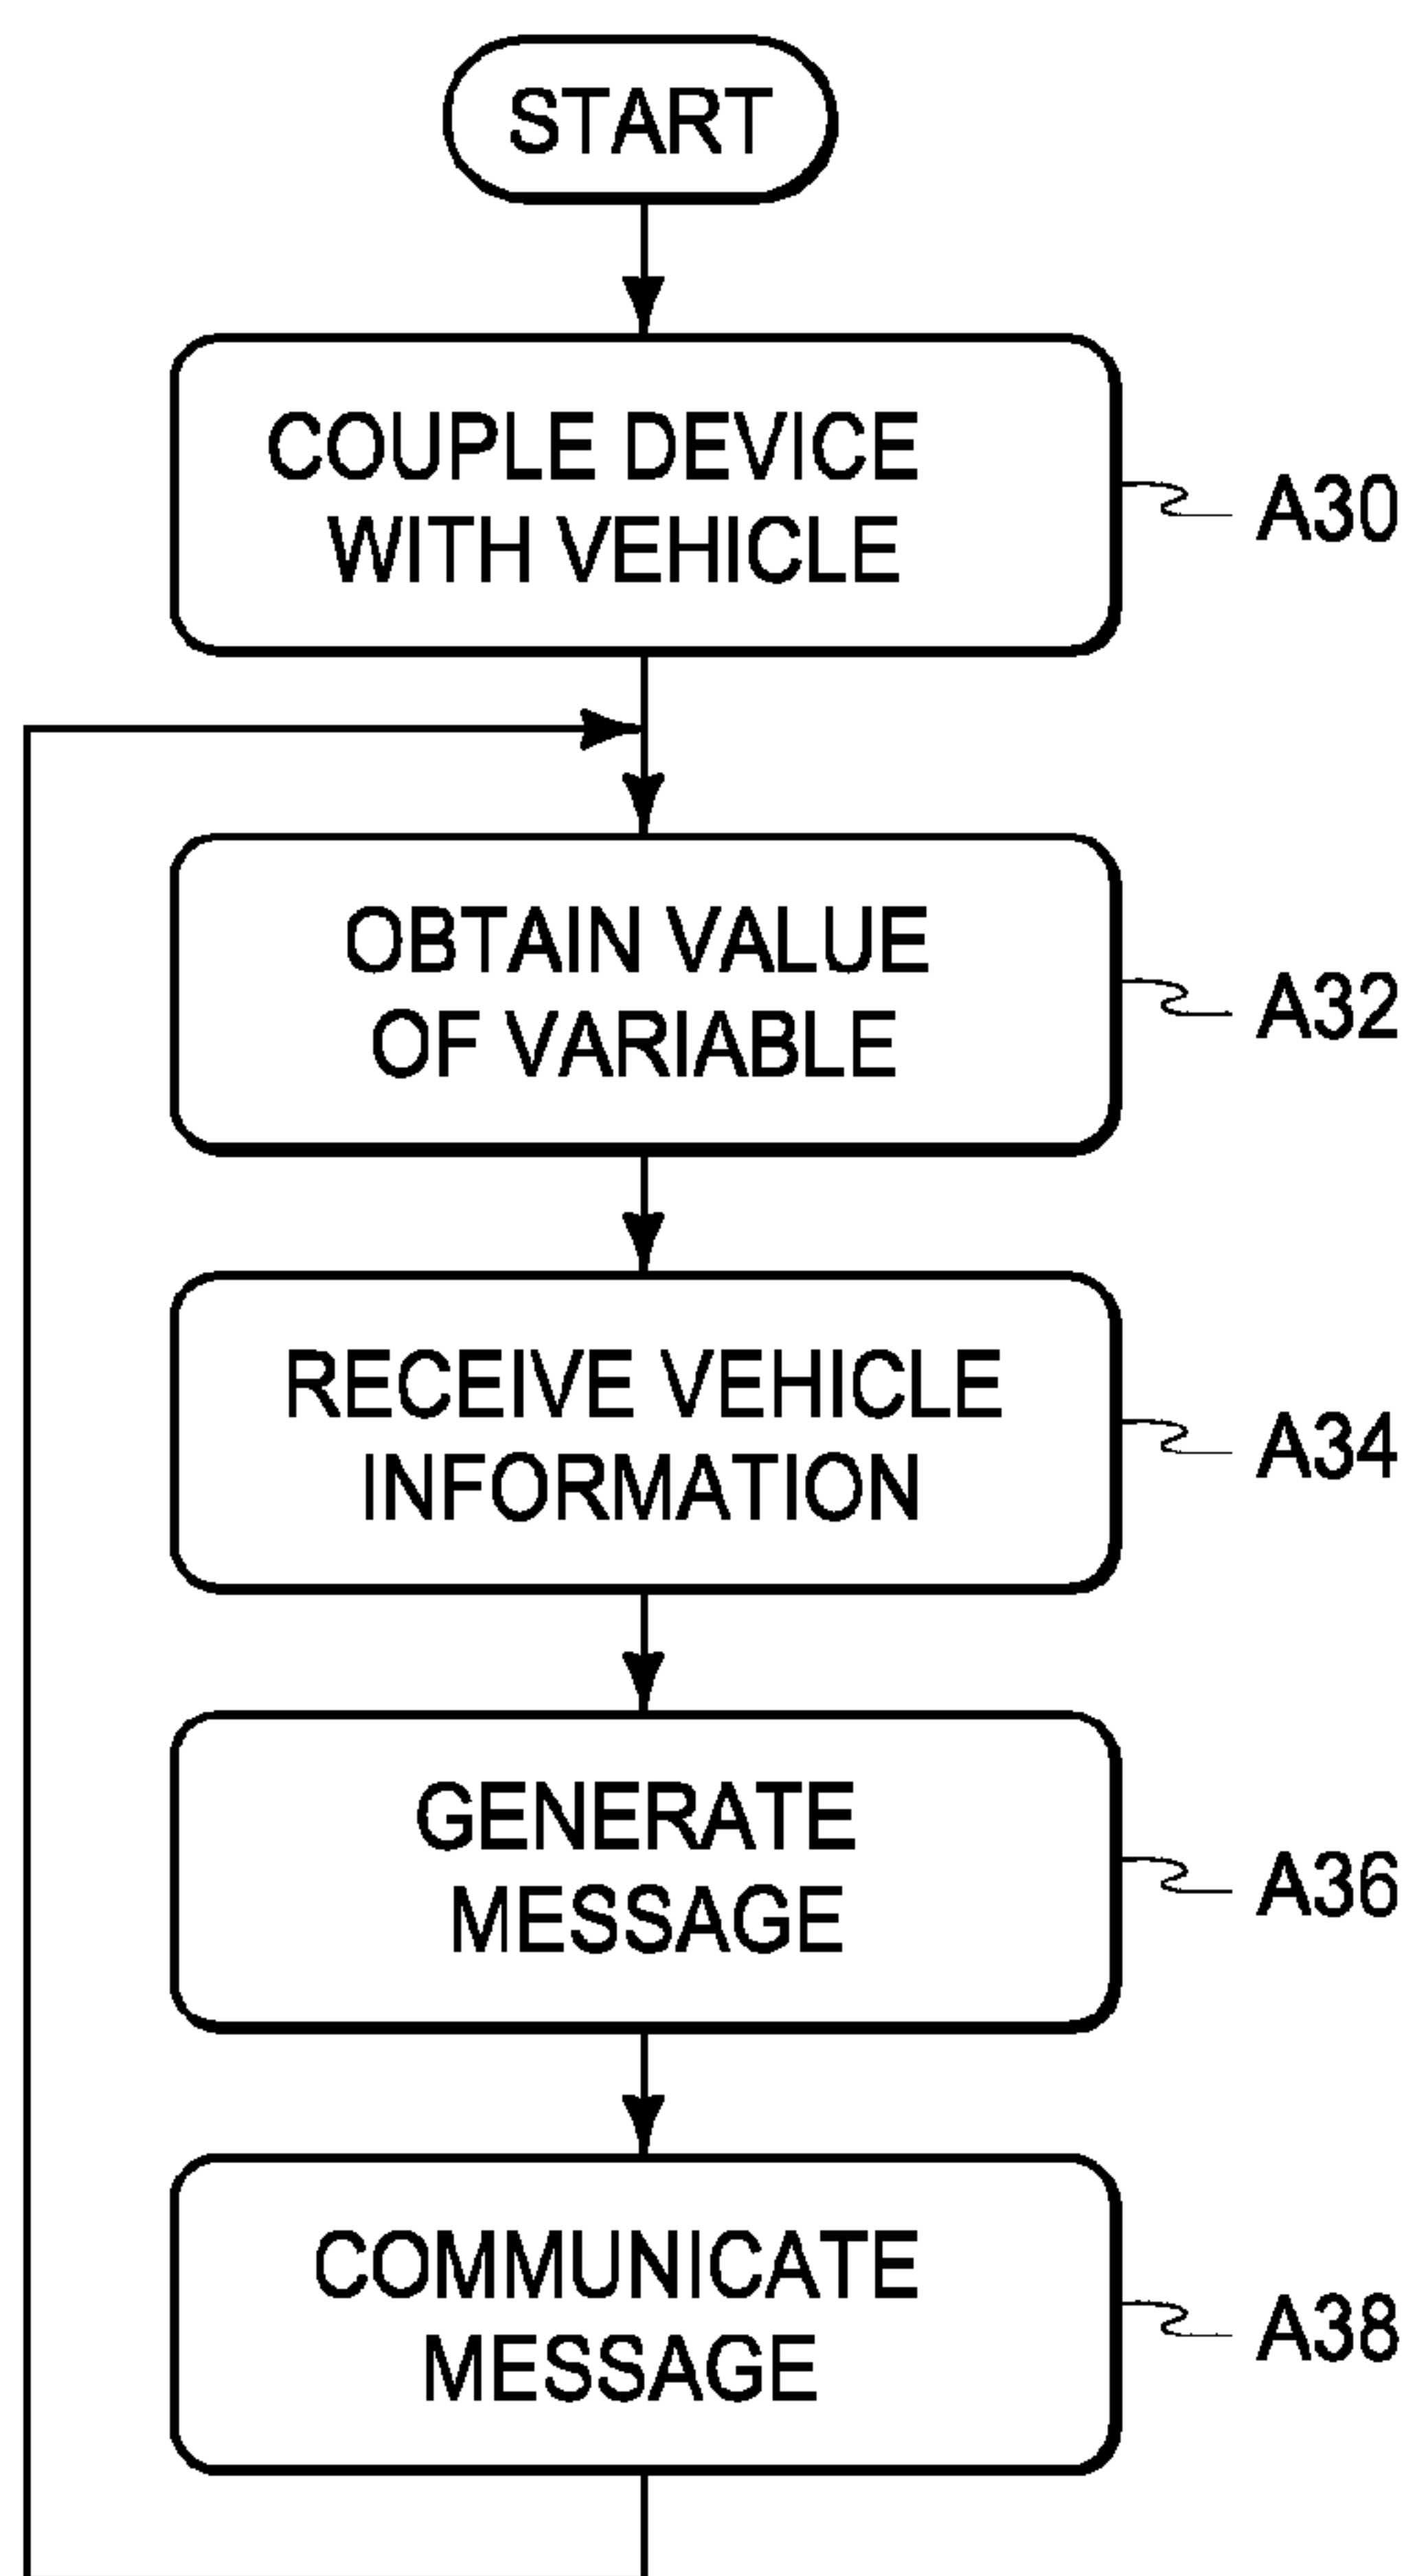 START
COUPLE DEVICE
WITH VEHICLE
A30
OBTAIN VALUE
OF VARIABLE
A32
RECEIVE VEHICLE
INFORMATION
A34
GENERATE
MESSAGE
A36
COMMUNICATE
MESSAGE
A38